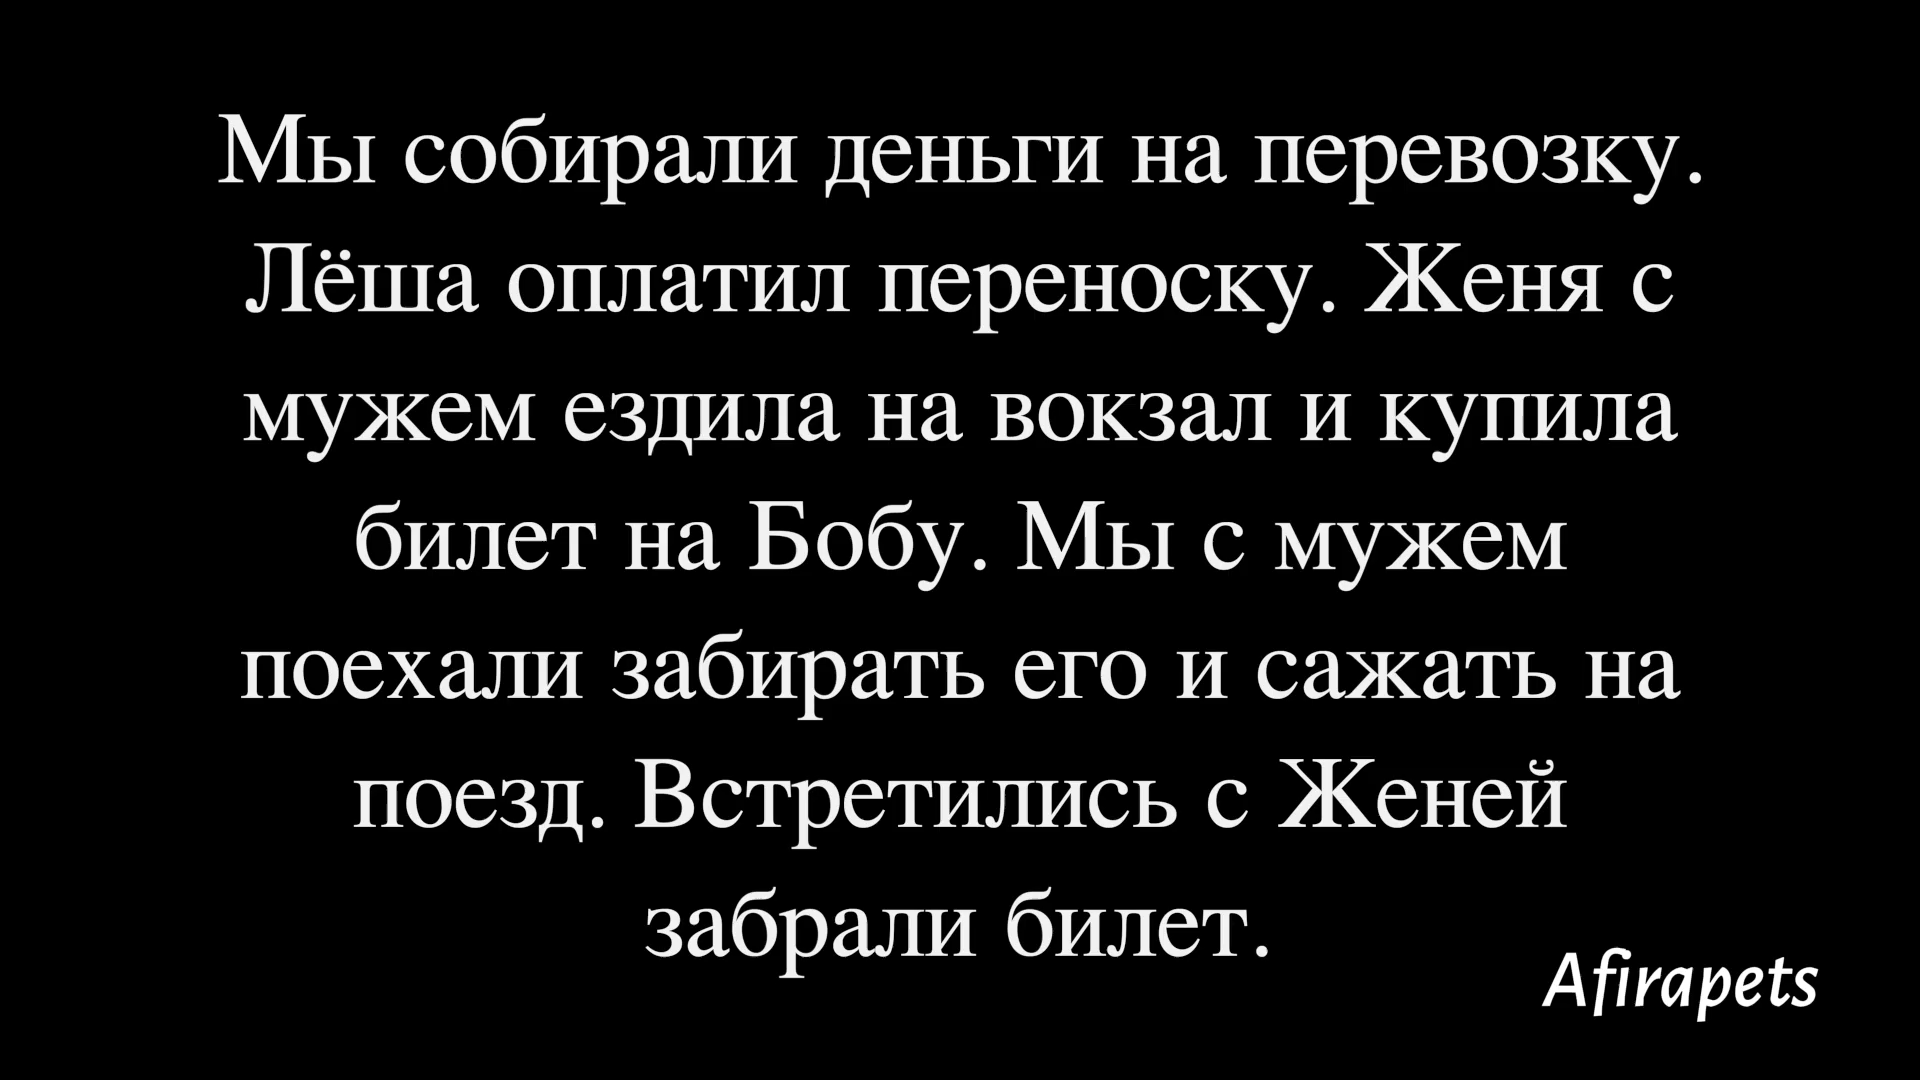 Мы собирали деньги на перевозку.
Лёша оплатил переноску. Женя с
мужем ездила на вокзал и купила
билет на Бобу. Мы с мужем
поехали забирать его и сажать на
поезд. Встретились с Женей
забрали билет.
Afirapets